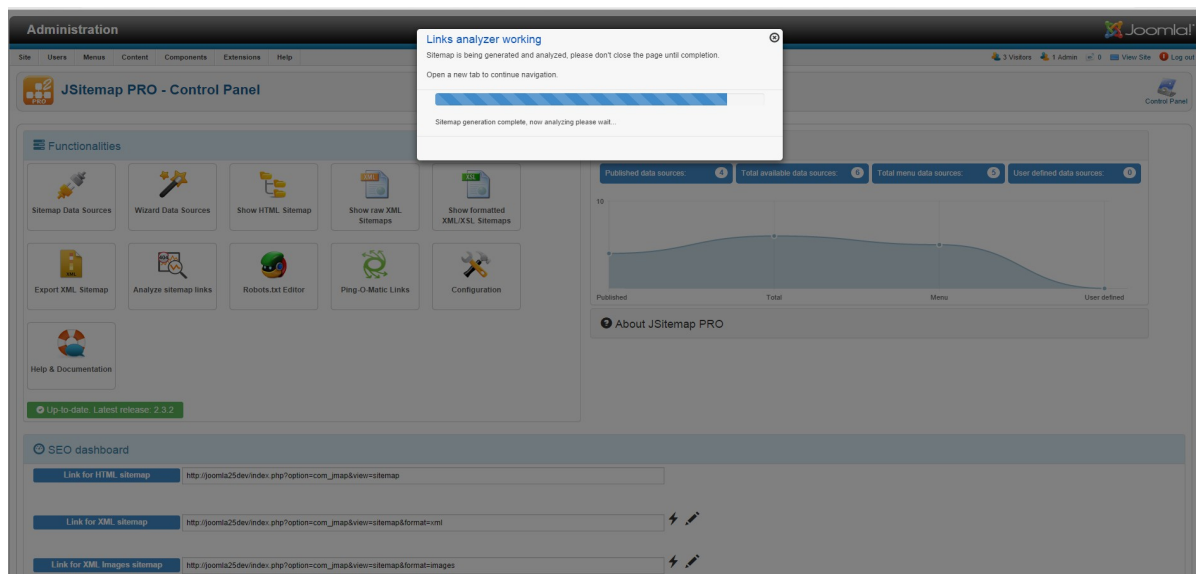 Administration
Joomla!
Site Users Menus Content Components Extensions Help
3 Visitors 1 Admin 0 View Site Log out
JSitemap PRO - Control Panel
PRO
Control Panel
Links analyzer working
Sitemap is being generated and analyzed, please don't close the page until completion.
Open a new tab to continue navigation.
Sitemap generation complete, now analyzing please wait...
Functionalities
Sitemap Data Sources
Wizard Data Sources
Show HTML Sitemap
XML
Show raw XML
Sitemaps
XSL
Show formatted
XML/XSL Sitemaps
XML
Export XML Sitemap
404
Analyze sitemap links
Robots.txt Editor
Ping-O-Matic Links
Configuration
Help & Documentation
Up-to-date. Latest release: 2.3.2
Published data sources: 4
Total available data sources: 6
Total menu data sources: 5
User defined data sources: 0
10
Published Total Menu User defined
About JSitemap PRO
SEO dashboard
Link for HTML sitemap http://joomla25dev/index.php?option=com_jmap&view=sitemap
Link for XML sitemap http://joomla25dev/index.php?option=com_jmap&view=sitemap&format=xml
Link for XML Images sitemap http://joomla25dev/index.php?option=com_jmap&view=sitemap&format=images